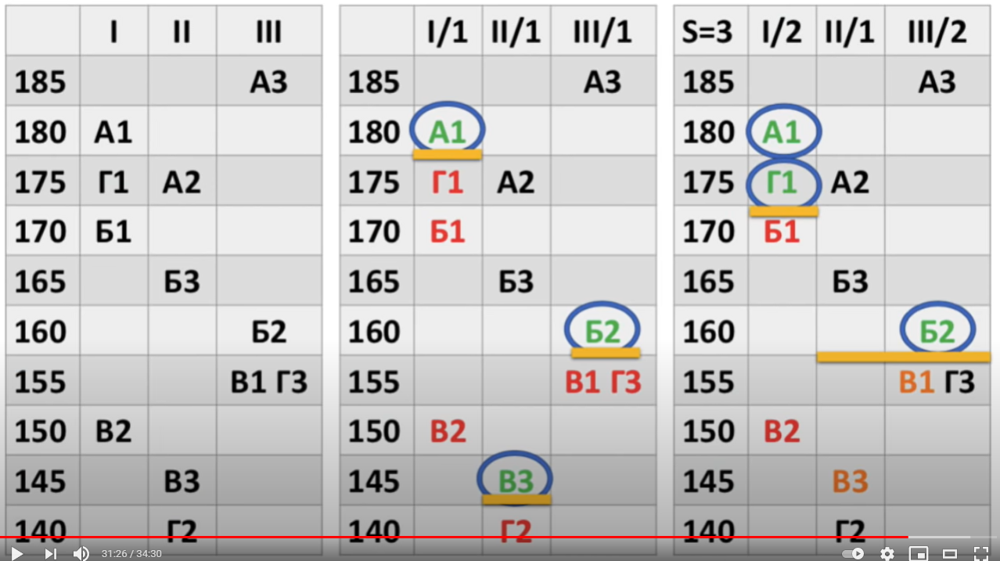 I II III
185 А3
180 А1
175 Г1 А2
170 Б1
165 Б3
160 Б2
155 В1 Г3
150 В2
145 В3
140 Г2
I/1 II/1 III/1
185 А3
180 А1
175 Г1 А2
170 Б1
165 Б3
160 Б2
155 В1 Г3
150 В2
145 В3
140 Г2
S=3 I/2 II/1 III/2
185 А3
180 А1
175 Г1 А2
170 Б1
165 Б3
160 Б2
155 В1 Г3
150 В2
145 В3
140 Г2
31:26 / 34:30